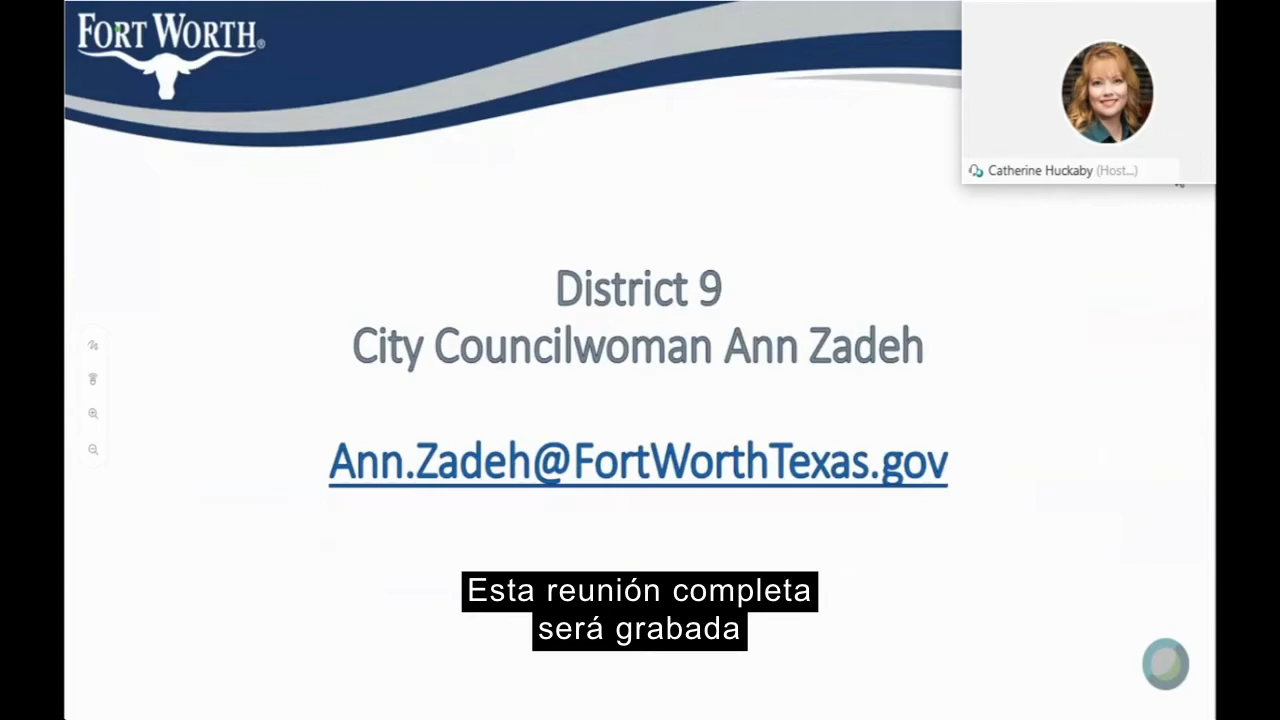 FORT WORTH®
Catherine Huckaby (Host...)
District 9
City Councilwoman Ann Zadeh
Ann.Zadeh@FortWorthTexas.gov
Esta reunión completa
será grabada